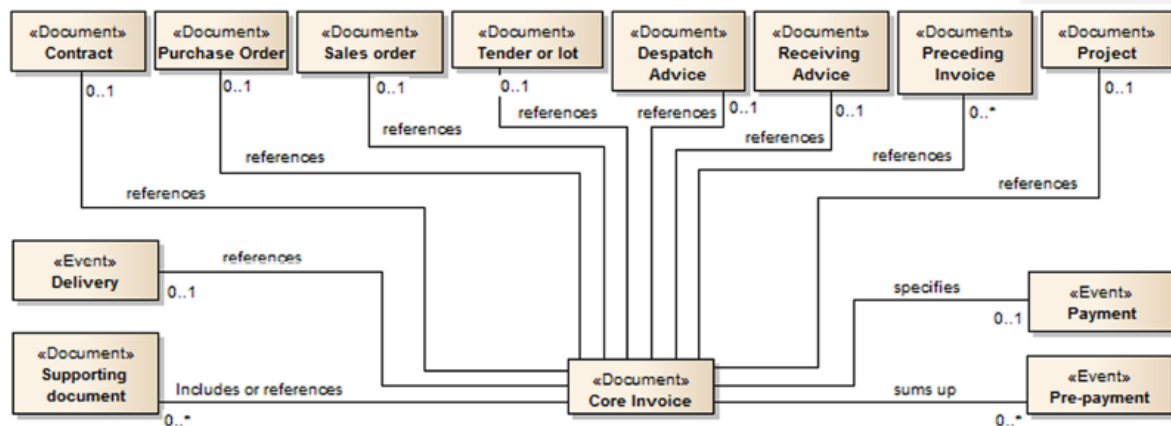 «Document»
Contract
0..1
«Document»
Purchase Order
0..1
«Document»
Sales order
0..1
«Document»
Tender or lot
0..1
«Document»
Despatch
Advice
0..1
«Document»
Receiving
Advice
0..1
«Document»
Preceding
Invoice
0..*
«Document»
Project
0..1
references
references
references
references
references
references
references
references
«Event»
Delivery
0..1
references
«Document»
Supporting
document
0..*
Includes or references
«Document»
Core Invoice
specifies
0..1
«Event»
Payment
sums up
0..*
«Event»
Pre-payment